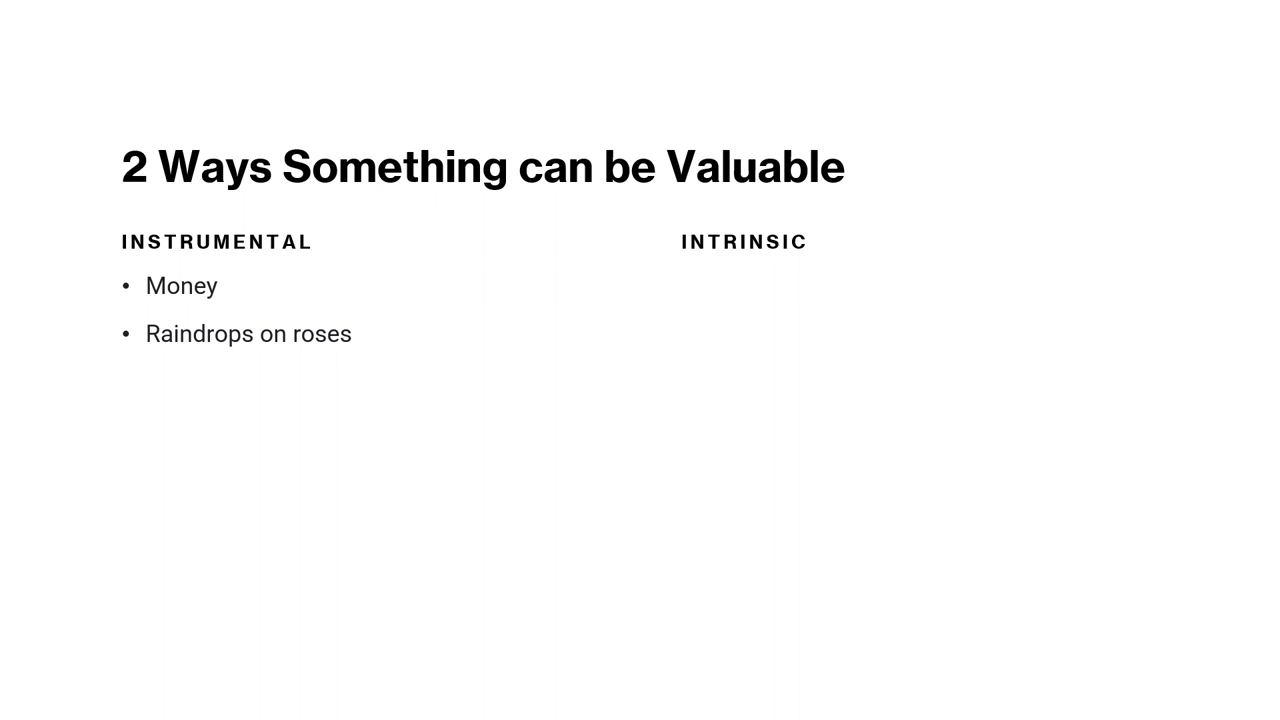 2 Ways Something can be Valuable
INSTRUMENTAL
• Money
• Raindrops on roses
INTRINSIC